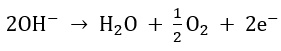 2OH⁻ → H₂O + ½O₂ + 2e⁻